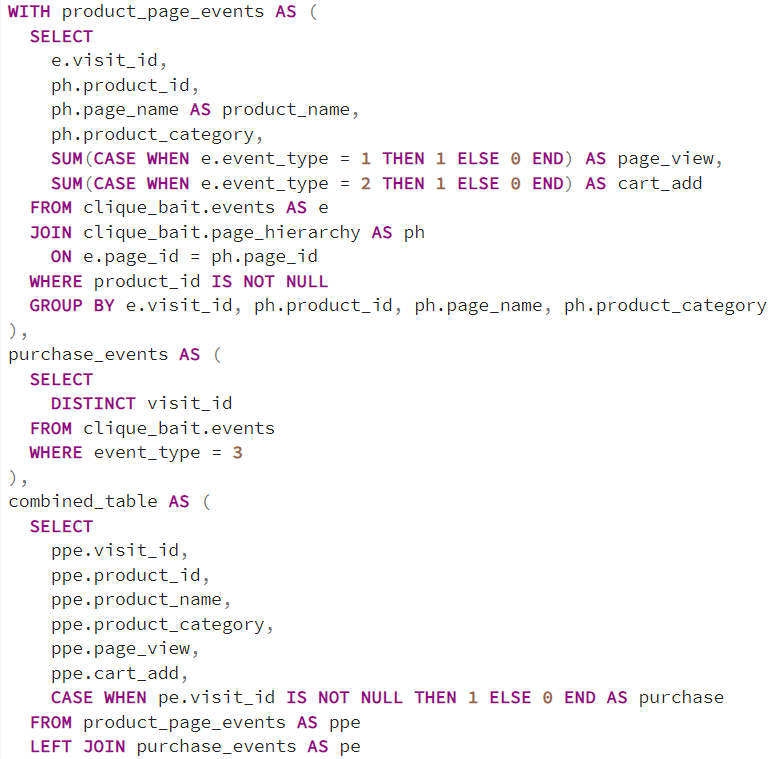 WITH product_page_events AS (
  SELECT
    e.visit_id,
    ph.product_id,
    ph.page_name AS product_name,
    ph.product_category,
    SUM(CASE WHEN e.event_type = 1 THEN 1 ELSE 0 END) AS page_view,
    SUM(CASE WHEN e.event_type = 2 THEN 1 ELSE 0 END) AS cart_add
  FROM clique_bait.events AS e
  JOIN clique_bait.page_hierarchy AS ph
    ON e.page_id = ph.page_id
  WHERE product_id IS NOT NULL
  GROUP BY e.visit_id, ph.product_id, ph.page_name, ph.product_category
),
purchase_events AS (
  SELECT
    DISTINCT visit_id
  FROM clique_bait.events
  WHERE event_type = 3
),
combined_table AS (
  SELECT
    ppe.visit_id,
    ppe.product_id,
    ppe.product_name,
    ppe.product_category,
    ppe.page_view,
    ppe.cart_add,
    CASE WHEN pe.visit_id IS NOT NULL THEN 1 ELSE 0 END AS purchase
  FROM product_page_events AS ppe
  LEFT JOIN purchase_events AS pe